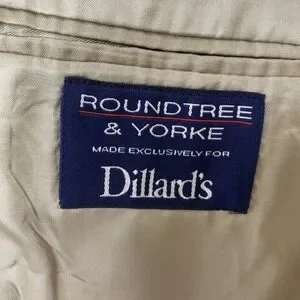 ROUNDTREE
& YORKE
MADE EXCLUSIVELY FOR
Dillard's